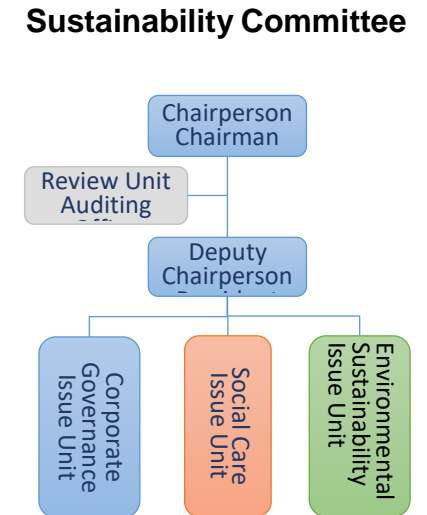 Sustainability Committee
Chairperson
Chairman
Review Unit
Auditing
Deputy
Chairperson
Corporate
Governance
Issue Unit
Social Care
Issue Unit
Environmental
Sustainability
Issue Unit